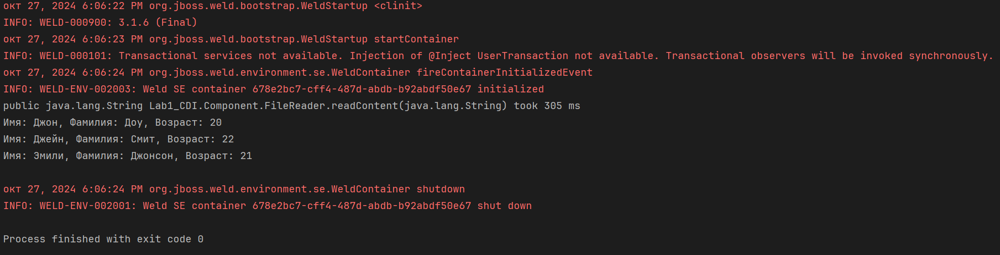 окт 27, 2024 6:06:22 PM org.jboss.weld.bootstrap.WeldStartup <clinit>
INFO: WELD-000900: 3.1.6 (Final)
окт 27, 2024 6:06:23 PM org.jboss.weld.bootstrap.WeldStartup startContainer
INFO: WELD-000101: Transactional services not available. Injection of @Inject UserTransaction not available. Transactional observers will be invoked synchronously.
окт 27, 2024 6:06:24 PM org.jboss.weld.environment.se.WeldContainer fireContainerInitializedEvent
INFO: WELD-ENV-002003: Weld SE container 678e2bc7-cff4-487d-abdb-b92abdf50e67 initialized
public java.lang.String Lab1_CDI.Component.FileReader.readContent(java.lang.String) took 305 ms
Имя: Джон, Фамилия: Доу, Возраст: 20
Имя: Джейн, Фамилия: Смит, Возраст: 22
Имя: Эмили, Фамилия: Джонсон, Возраст: 21
окт 27, 2024 6:06:24 PM org.jboss.weld.environment.se.WeldContainer shutdown
INFO: WELD-ENV-002001: Weld SE container 678e2bc7-cff4-487d-abdb-b92abdf50e67 shut down
Process finished with exit code 0